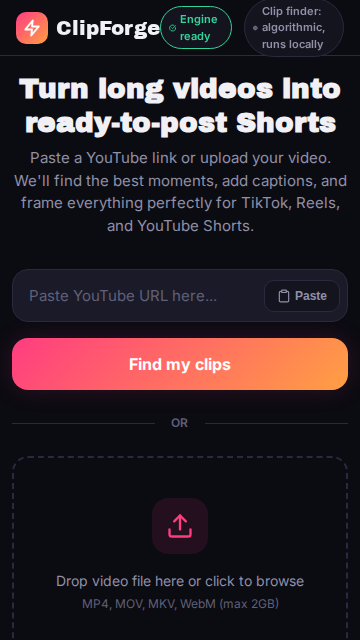 ClipForge
Engine
ready
Clip finder:
algorithmic,
runs locally
Turn long videos into
ready-to-post Shorts
Paste a YouTube link or upload your video.
We'll find the best moments, add captions, and
frame everything perfectly for TikTok, Reels,
and YouTube Shorts.
Paste YouTube URL here...
Paste
Find my clips
OR
Drop video file here or click to browse
MP4, MOV, MKV, WebM (max 2GB)